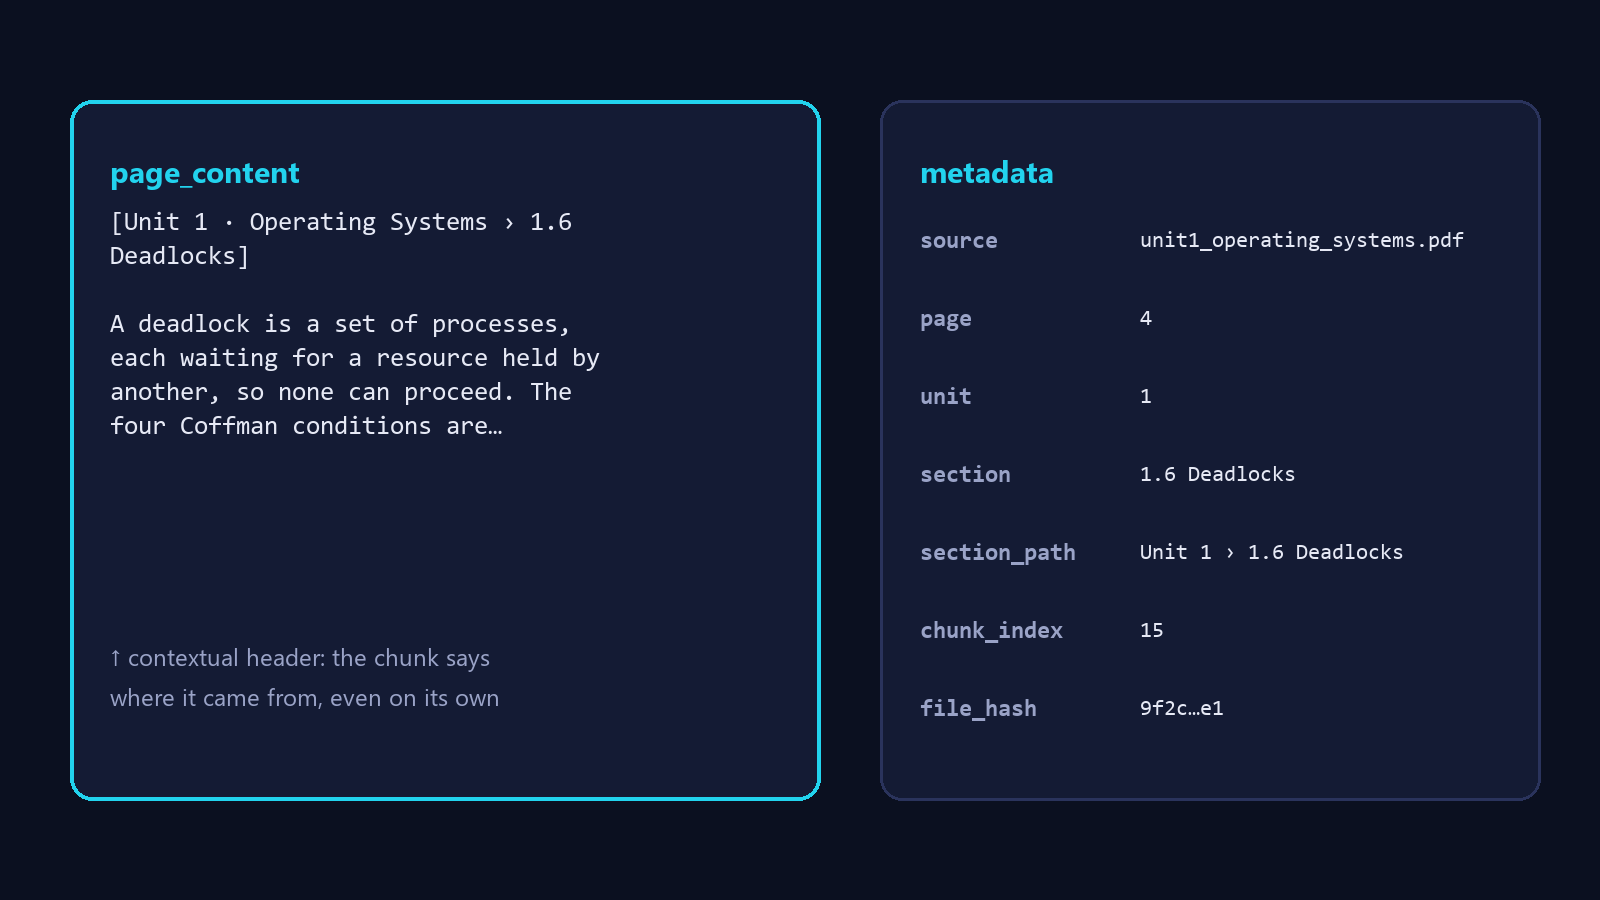 page_content
[Unit 1 · Operating Systems › 1.6
Deadlocks]
A deadlock is a set of processes,
each waiting for a resource held by
another, so none can proceed. The
four Coffman conditions are…
↑ contextual header: the chunk says
where it came from, even on its own
metadata
source unit1_operating_systems.pdf
page 4
unit 1
section 1.6 Deadlocks
section_path Unit 1 › 1.6 Deadlocks
chunk_index 15
file_hash 9f2c…e1